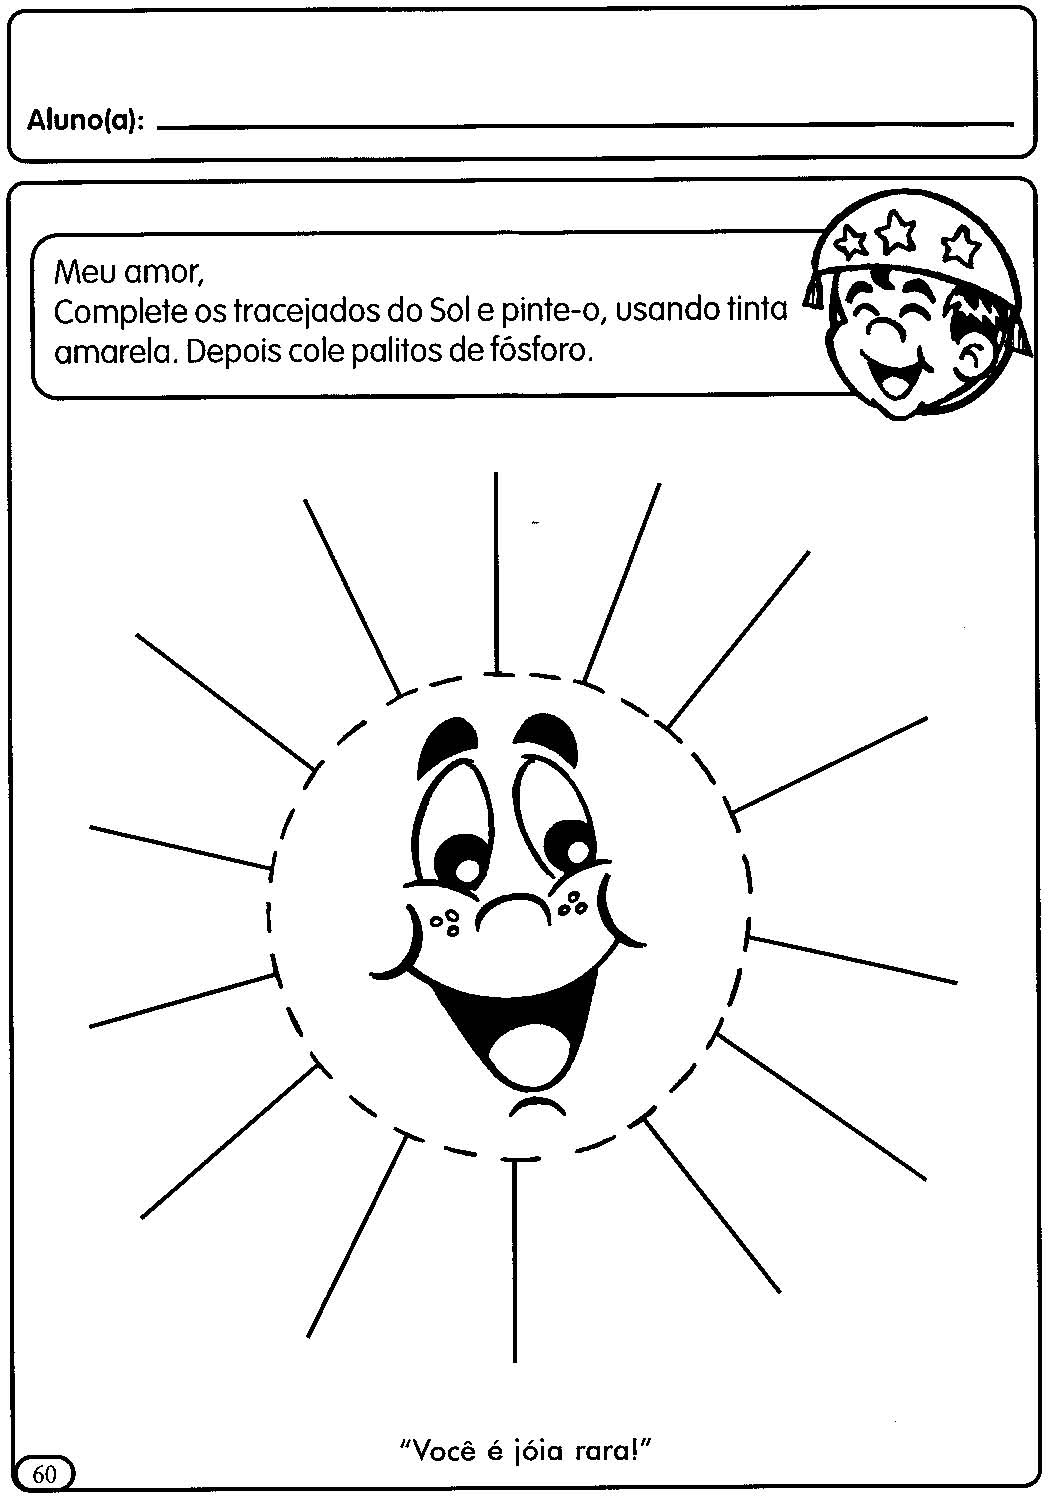 Aluno(a):
Meu amor,
Complete os tracejados do Sol e pinte-o, usando tinta
amarela. Depois cole palitos de fósforo.
"Você é jóia rara!"
60